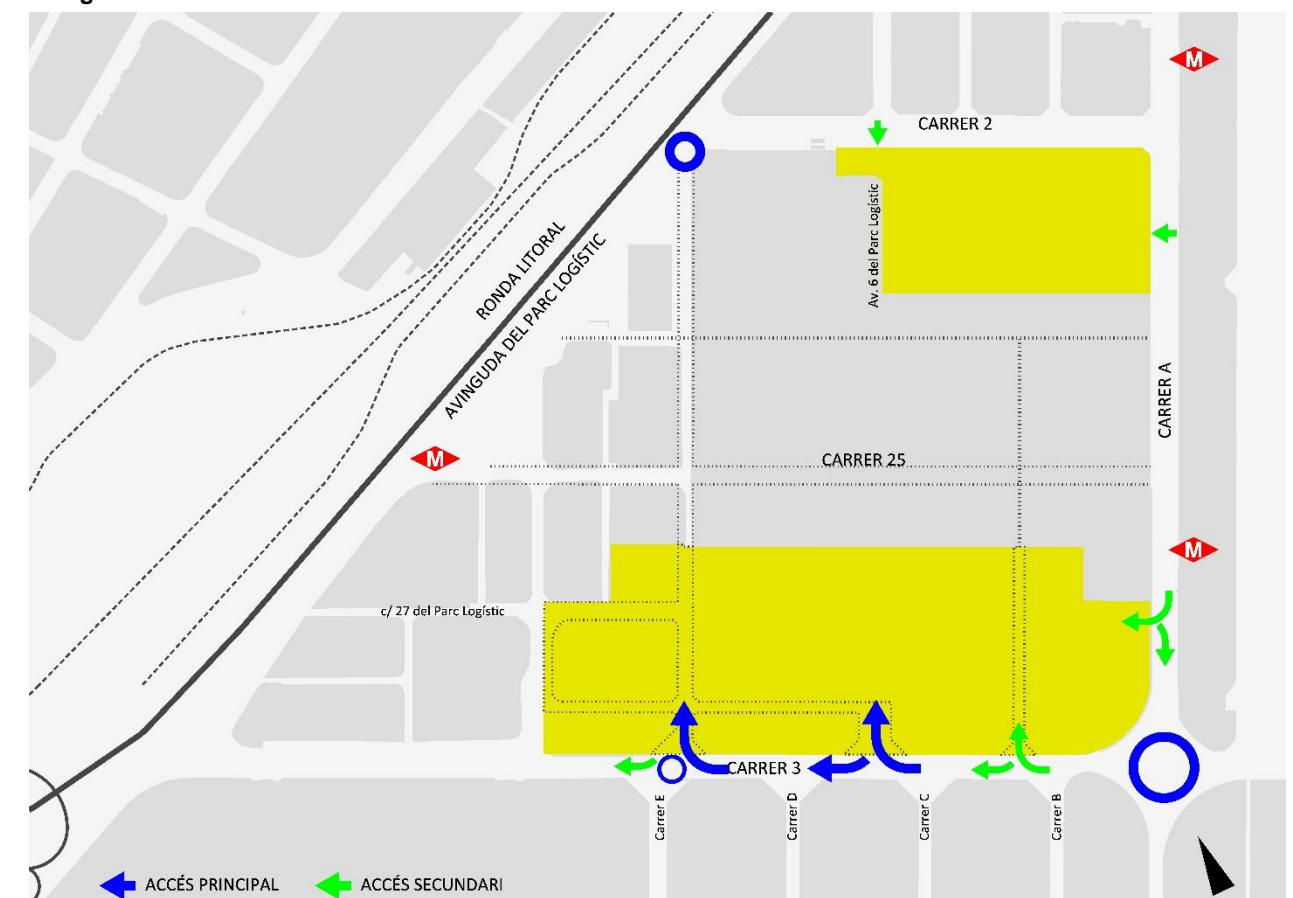 M
CARRER 2
Av. 6 del Parc Logístic
RONDA LITORAL
AVINGUDA DEL PARC LOGÍSTIC
CARRER A
M
CARRER 25
M
c/ 27 del Parc Logístic
CARRER 3
Carrer E
Carrer D
Carrer C
Carrer B
ACCÉS PRINCIPAL
ACCÉS SECUNDARI